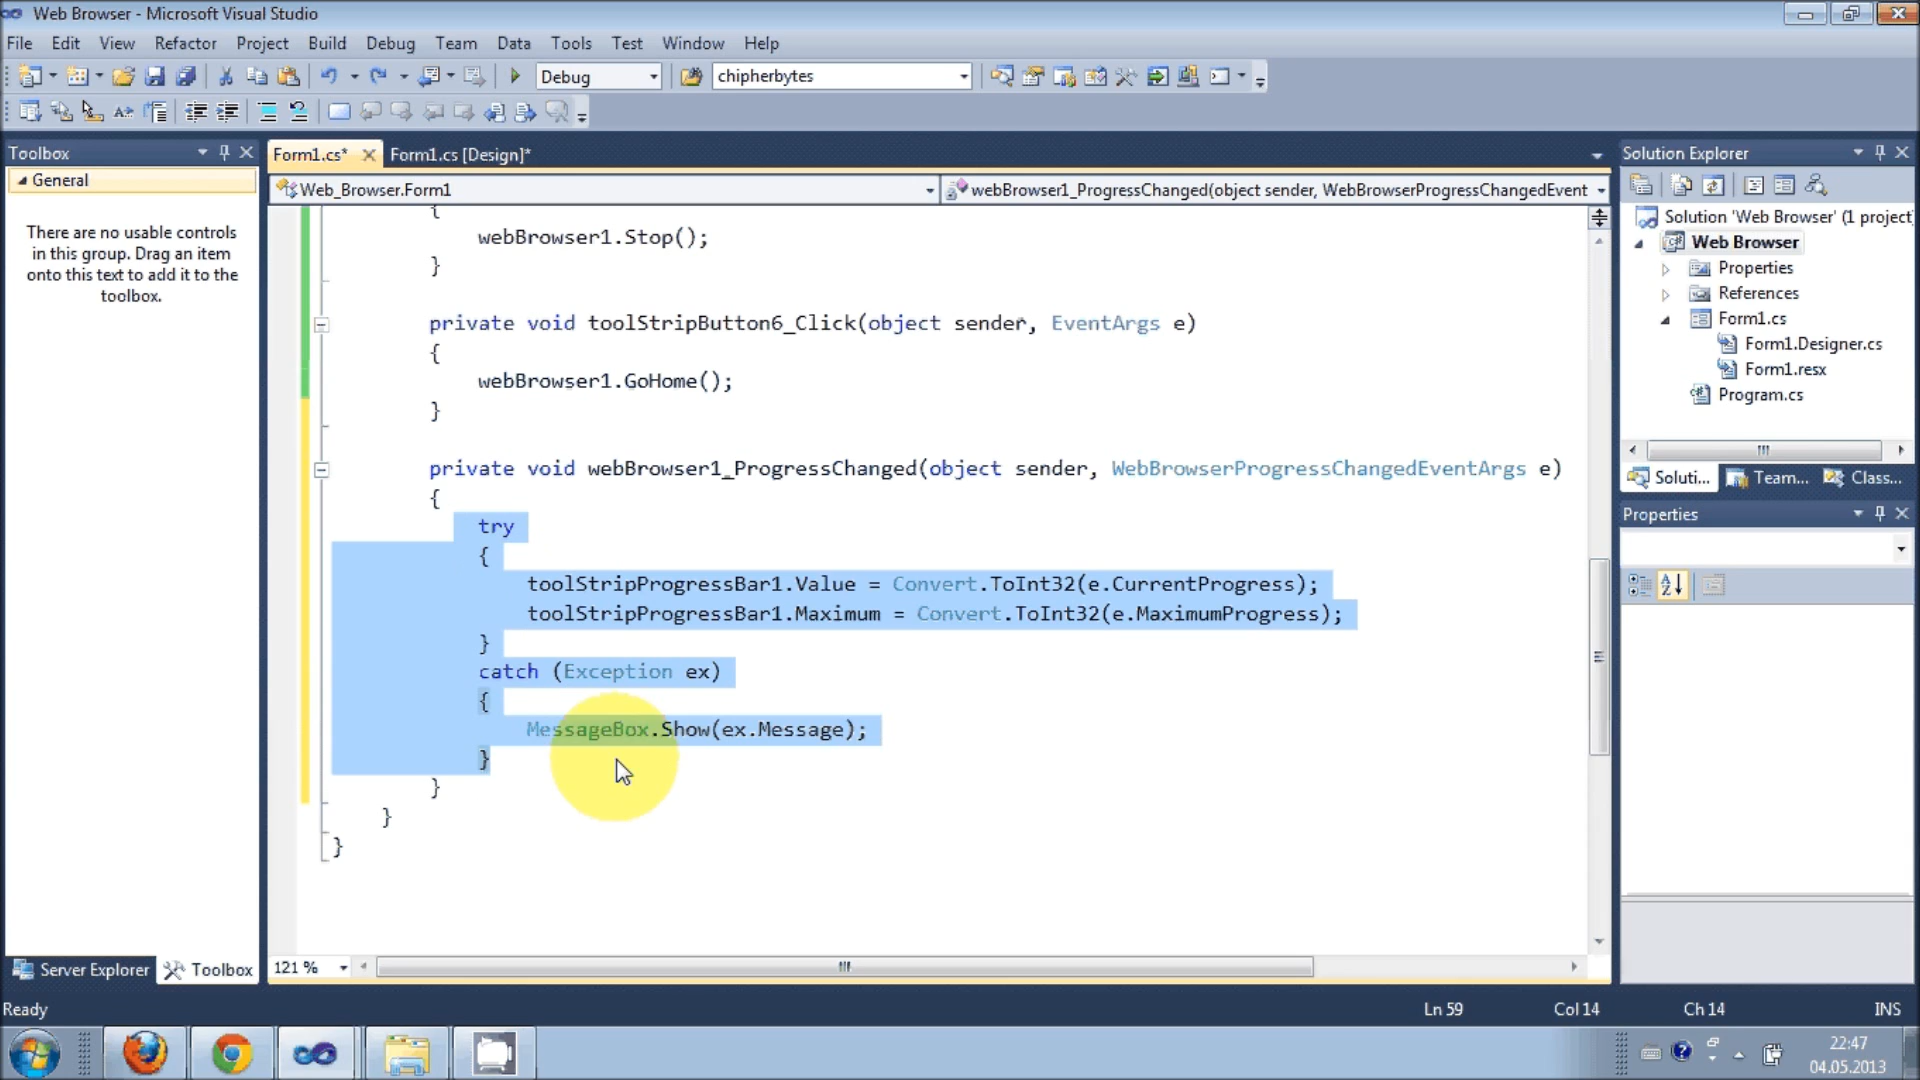 Web Browser - Microsoft Visual Studio
File Edit View Refactor Project Build Debug Team Data Tools Test Window Help
Debug chipherbytes
Toolbox
General
There are no usable controls
in this group. Drag an item
onto this text to add it to the
toolbox.
Server Explorer Toolbox
Form1.cs* Form1.cs [Design]*
Web_Browser.Form1 webBrowser1_ProgressChanged(object sender, WebBrowserProgressChangedEvent
{
webBrowser1.Stop();
}
private void toolStripButton6_Click(object sender, EventArgs e)
{
webBrowser1.GoHome();
}
private void webBrowser1_ProgressChanged(object sender, WebBrowserProgressChangedEventArgs e)
{
try
{
toolStripProgressBar1.Value = Convert.ToInt32(e.CurrentProgress);
toolStripProgressBar1.Maximum = Convert.ToInt32(e.MaximumProgress);
}
catch (Exception ex)
{
MessageBox.Show(ex.Message);
}
}
}
}
121 %
Solution Explorer
Solution 'Web Browser' (1 project
Web Browser
Properties
References
Form1.cs
Form1.Designer.cs
Form1.resx
Program.cs
Soluti... Team... Class...
Properties
Ready Ln 59 Col 14 Ch 14 INS
22:47
04.05.2013